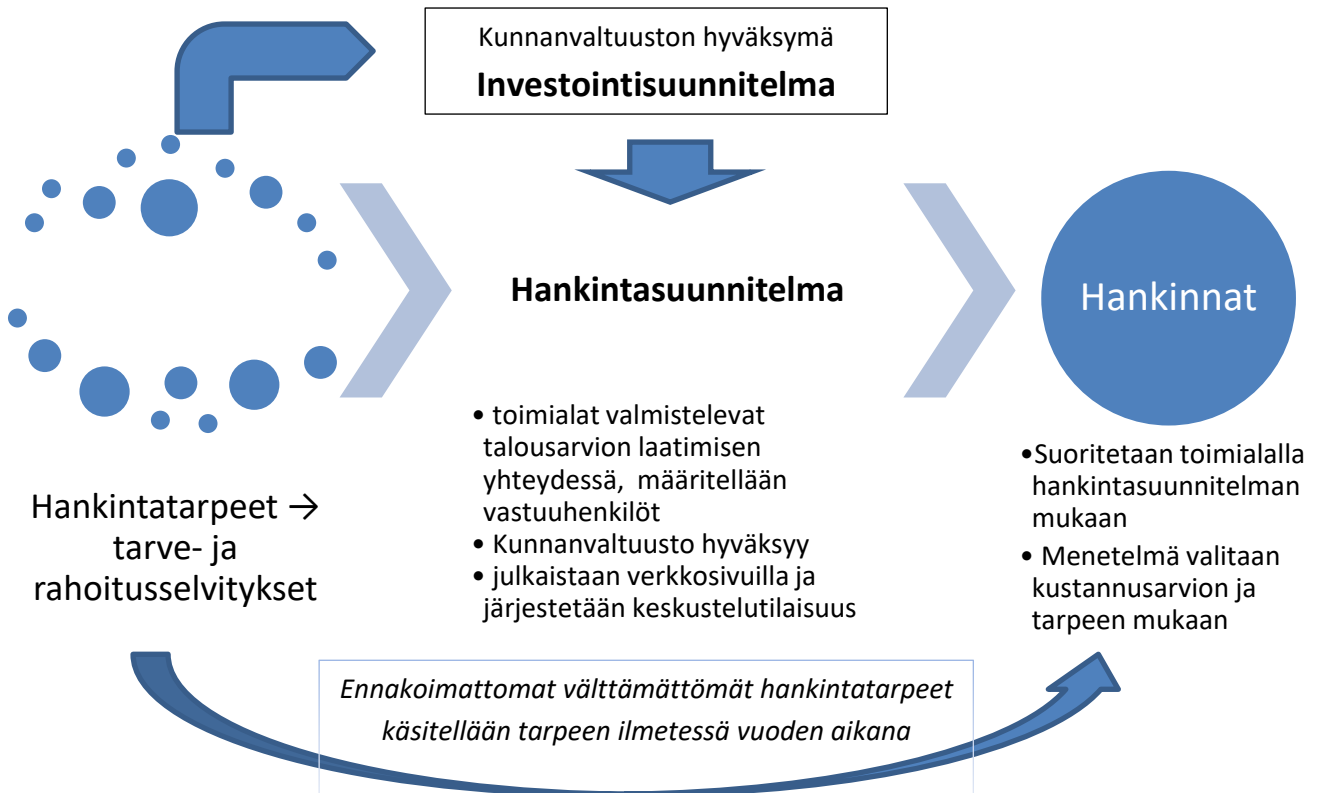 Kunnanvaltuuston hyväksymä
Investointisuunnitelma
Hankintatarpeet →
tarve- ja
rahoitusselvitykset
Hankintasuunnitelma
• toimialat valmistelevat
talousarvion laatimisen
yhteydessä, määritellään
vastuuhenkilöt
• Kunnanvaltuusto hyväksyy
• julkaistaan verkkosivuilla ja
järjestetään keskustelutilaisuus
Hankinnat
•Suoritetaan toimialalla
hankintasuunnitelman
mukaan
• Menetelmä valitaan
kustannusarvion ja
tarpeen mukaan
Ennakoimattomat välttämättömät hankintatarpeet
käsitellään tarpeen ilmetessä vuoden aikana